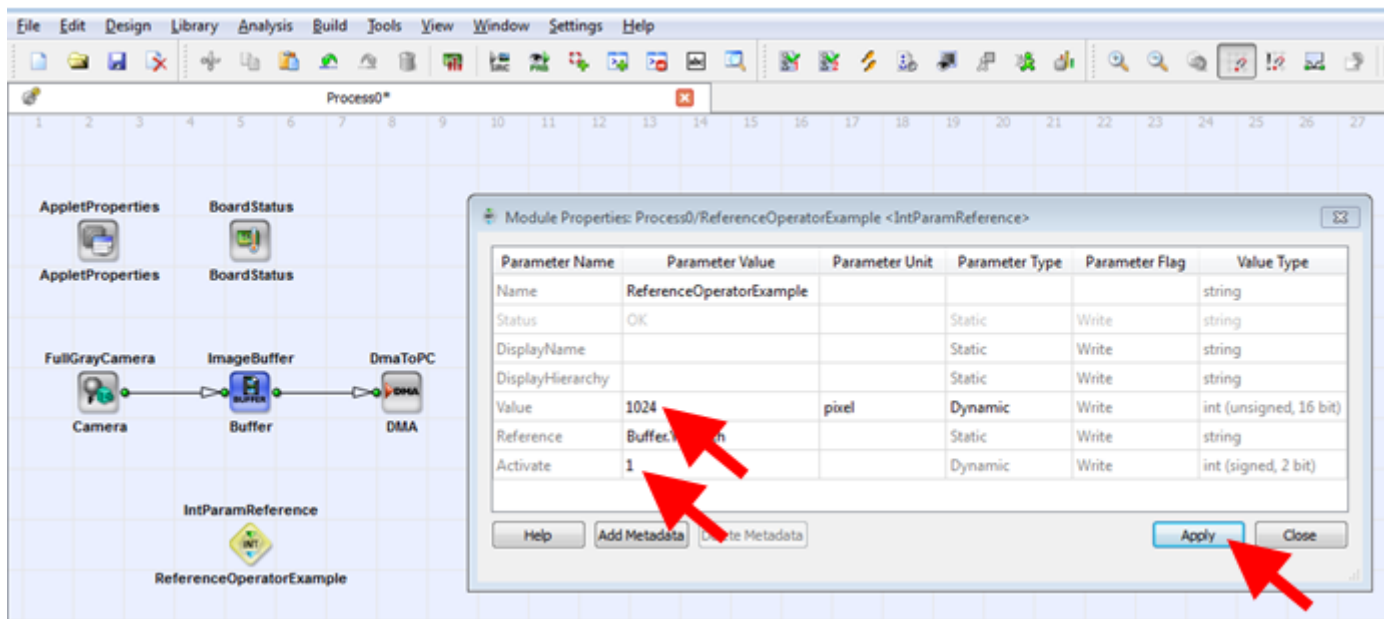 File Edit Design Library Analysis Build Tools View Window Settings Help
Process0*
1 2 3 4 5 6 7 8 9 10 11 12 13 14 15 16 17 18 19 20 21 22 23 24 25 26 27
AppletProperties BoardStatus
AppletProperties BoardStatus
FullGrayCamera ImageBuffer DmaToPC
BUFFER DMA
Camera Buffer DMA
IntParamReference
INT
ReferenceOperatorExample
Module Properties: Process0/ReferenceOperatorExample <IntParamReference>
Parameter Name Parameter Value Parameter Unit Parameter Type Parameter Flag Value Type
Name ReferenceOperatorExample string
Status OK Static Write string
DisplayName Static Write string
DisplayHierarchy Static Write string
Value 1024 pixel Dynamic Write int (unsigned, 16 bit)
Reference Static Write string
Activate 1 Dynamic Write int (signed, 2 bit)
Help Add Metadata Metadata Apply Close